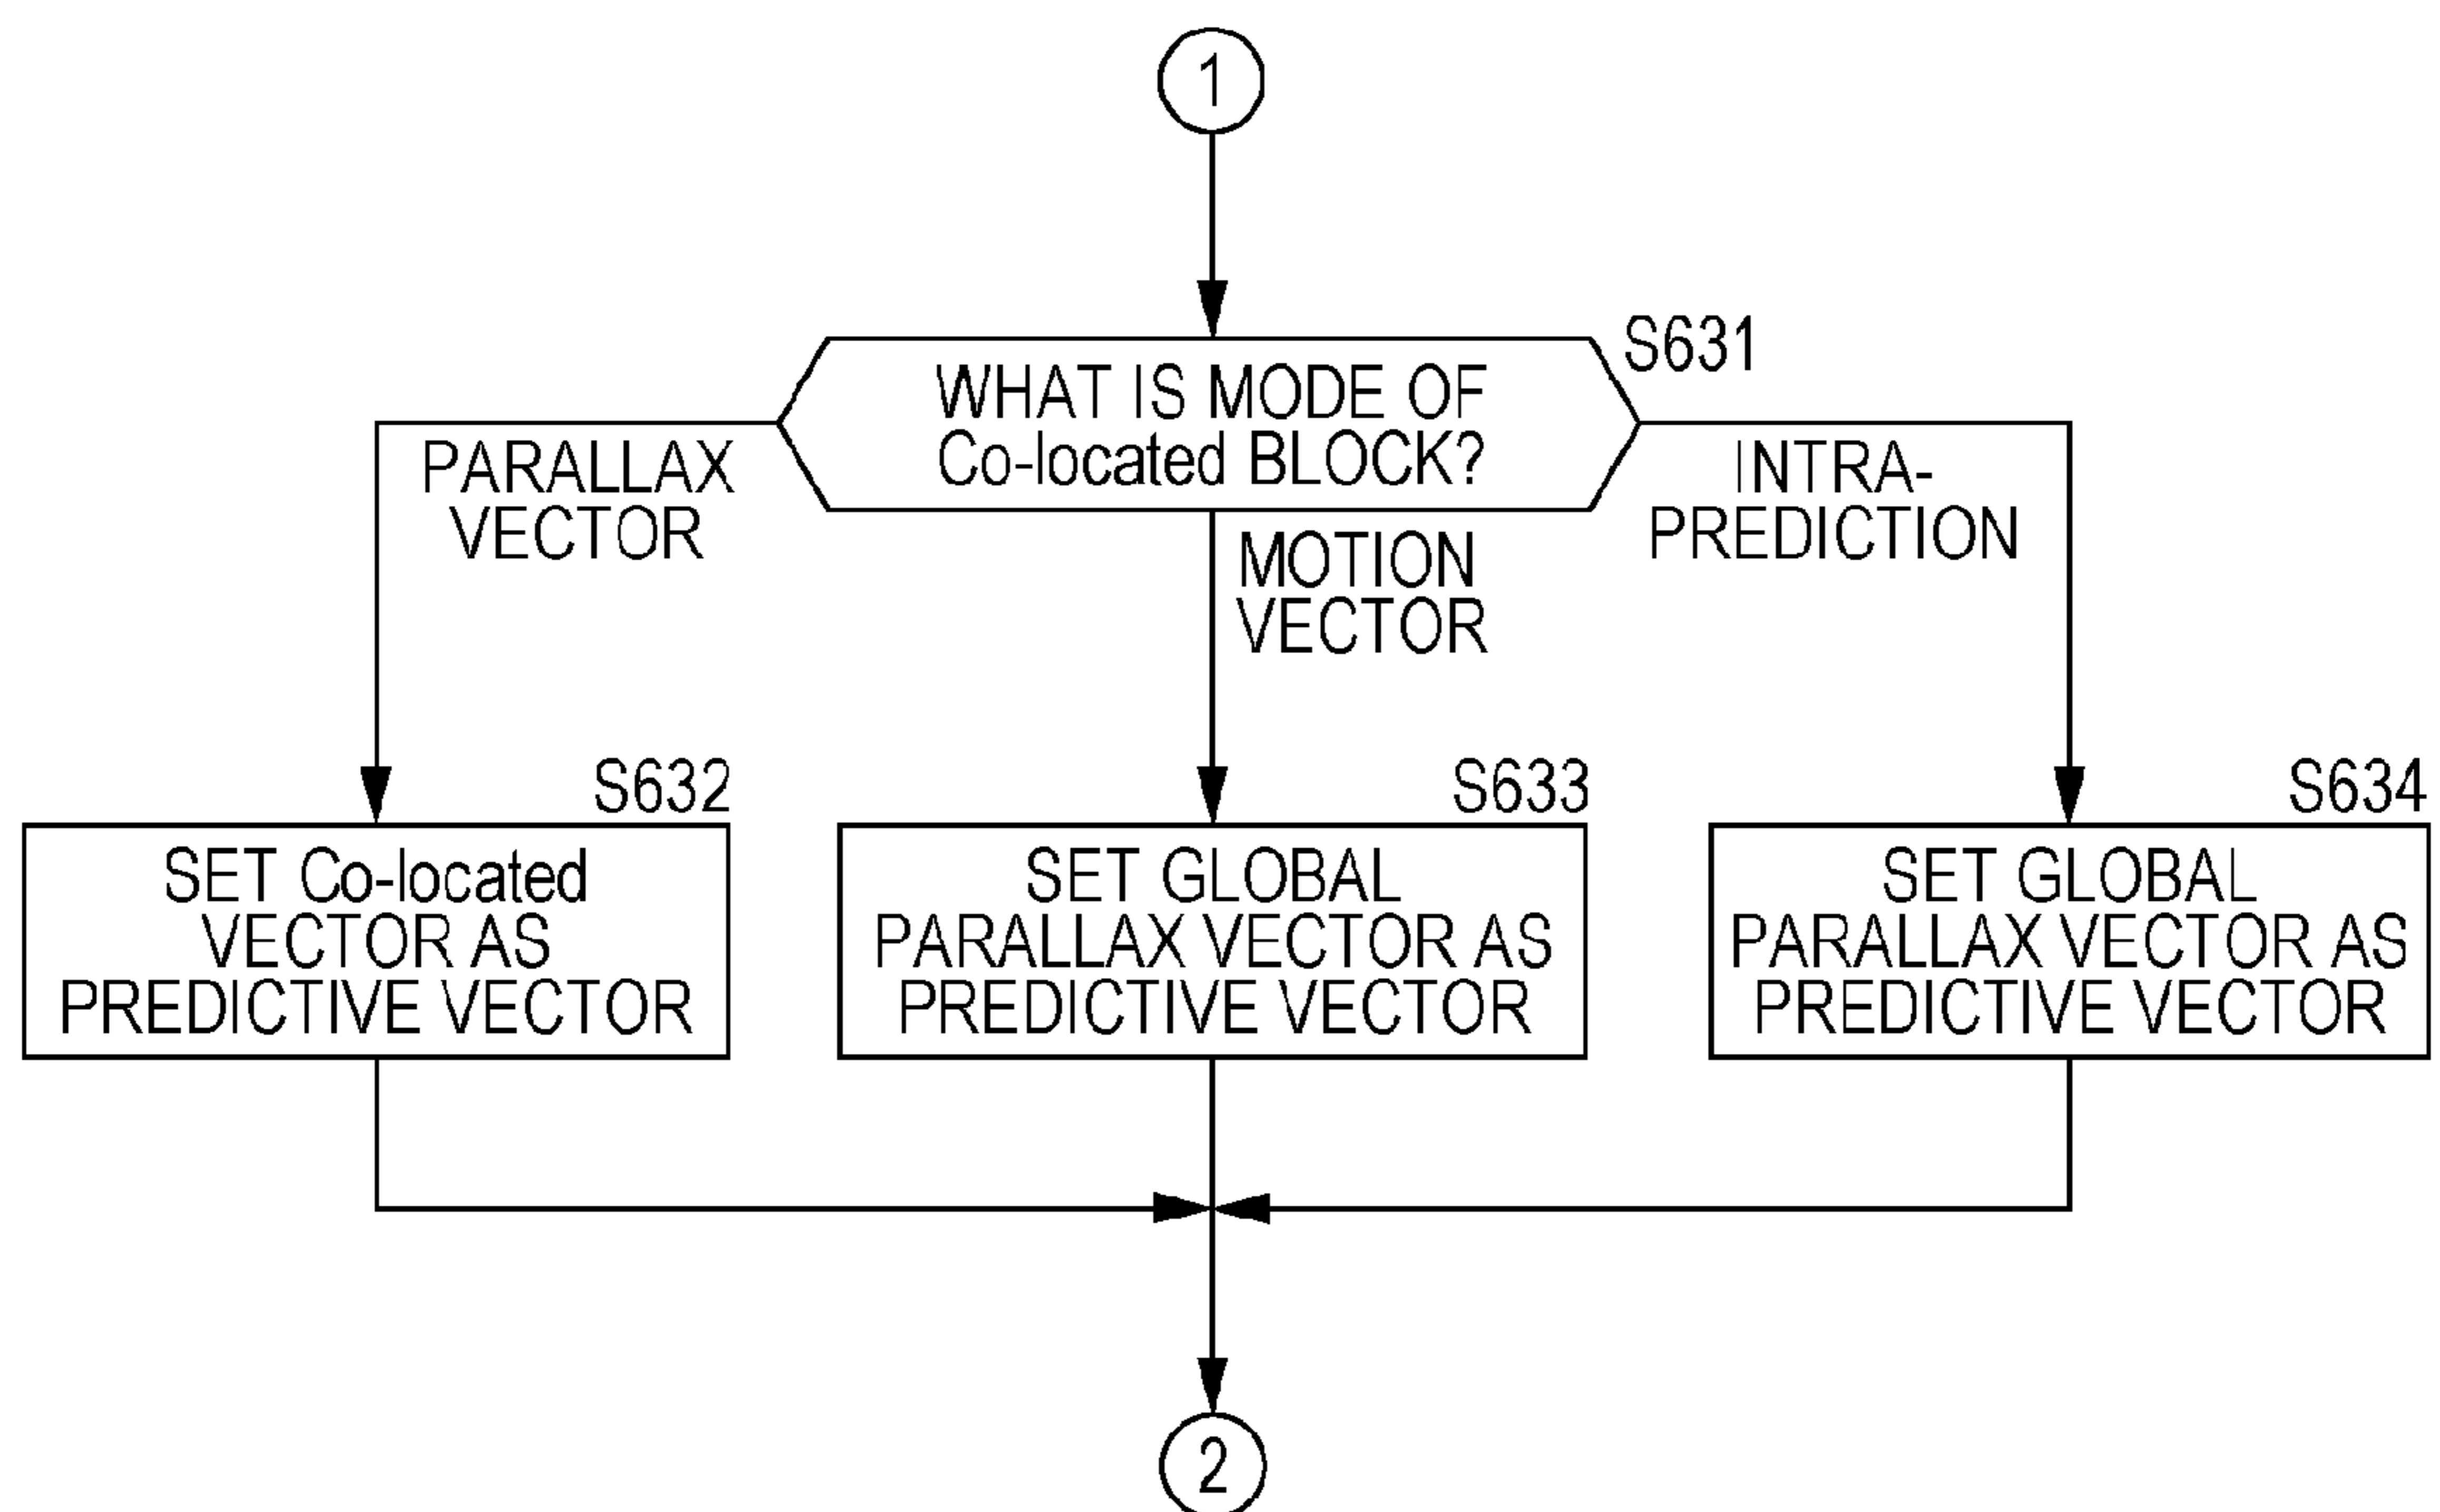 1
S631
WHAT IS MODE OF
Co-located BLOCK?
PARALLAX
VECTOR
MOTION
VECTOR
INTRA-
PREDICTION
S632
SET Co-located
VECTOR AS
PREDICTIVE VECTOR
S633
SET GLOBAL
PARALLAX VECTOR AS
PREDICTIVE VECTOR
S634
SET GLOBAL
PARALLAX VECTOR AS
PREDICTIVE VECTOR
2